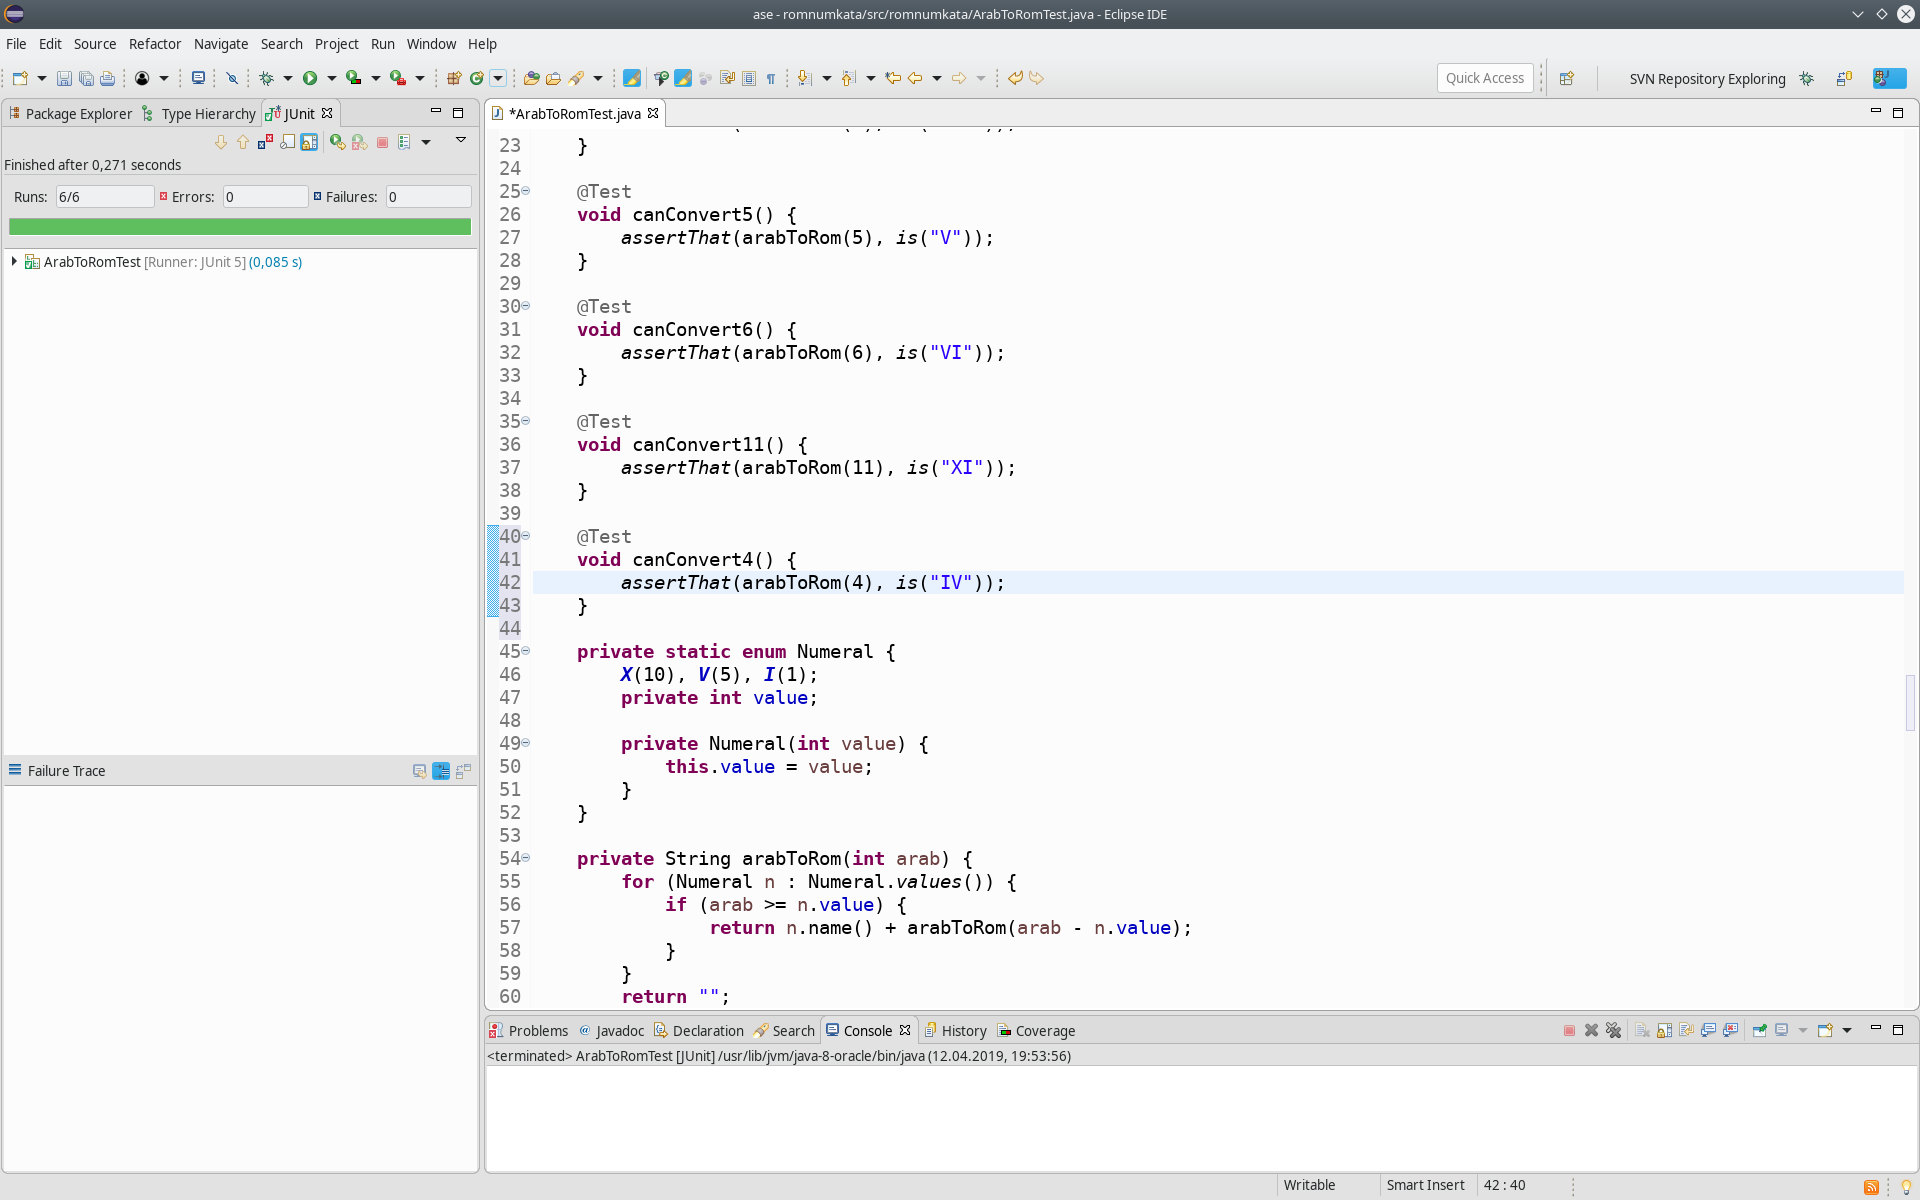 ase - romnumkata/src/romnumkata/ArabToRomTest.java - Eclipse IDE
File Edit Source Refactor Navigate Search Project Run Window Help
Quick Access
SVN Repository Exploring
Package Explorer Type Hierarchy JUnit
Finished after 0,271 seconds
Runs: 6/6 Errors: 0 Failures: 0
ArabToRomTest [Runner: JUnit 5] (0,085 s)
Failure Trace
*ArabToRomTest.java
23     }
24
25     @Test
26     void canConvert5() {
27         assertThat(arabToRom(5), is("V"));
28     }
29
30     @Test
31     void canConvert6() {
32         assertThat(arabToRom(6), is("VI"));
33     }
34
35     @Test
36     void canConvert11() {
37         assertThat(arabToRom(11), is("XI"));
38     }
39
40     @Test
41     void canConvert4() {
42         assertThat(arabToRom(4), is("IV"));
43     }
44
45     private static enum Numeral {
46         X(10), V(5), I(1);
47         private int value;
48
49         private Numeral(int value) {
50             this.value = value;
51         }
52     }
53
54     private String arabToRom(int arab) {
55         for (Numeral n : Numeral.values()) {
56             if (arab >= n.value) {
57                 return n.name() + arabToRom(arab - n.value);
58             }
59         }
60         return "";
Problems Javadoc Declaration Search Console History Coverage
<terminated> ArabToRomTest [JUnit] /usr/lib/jvm/java-8-oracle/bin/java (12.04.2019, 19:53:56)
Writable Smart Insert 42 : 40